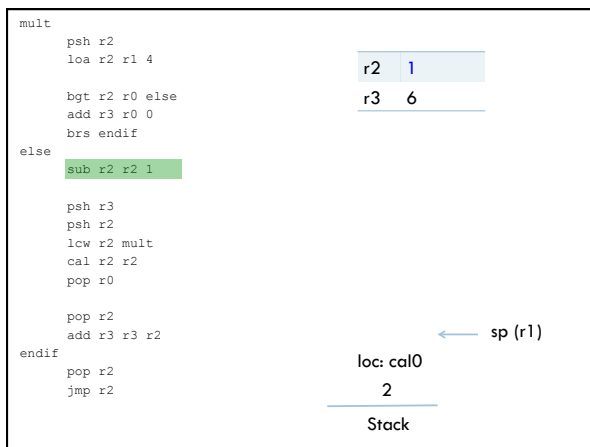 mult
psh r2
loa r2 r1 4
bgt r2 r0 else
add r3 r0 0
brs endif
else
sub r2 r2 1
psh r3
psh r2
lcw r2 mult
cal r2 r2
pop r0
pop r2
add r3 r3 r2
endif
pop r2
jmp r2
r2 1
r3 6
sp (r1)
loc: cal0
2
Stack